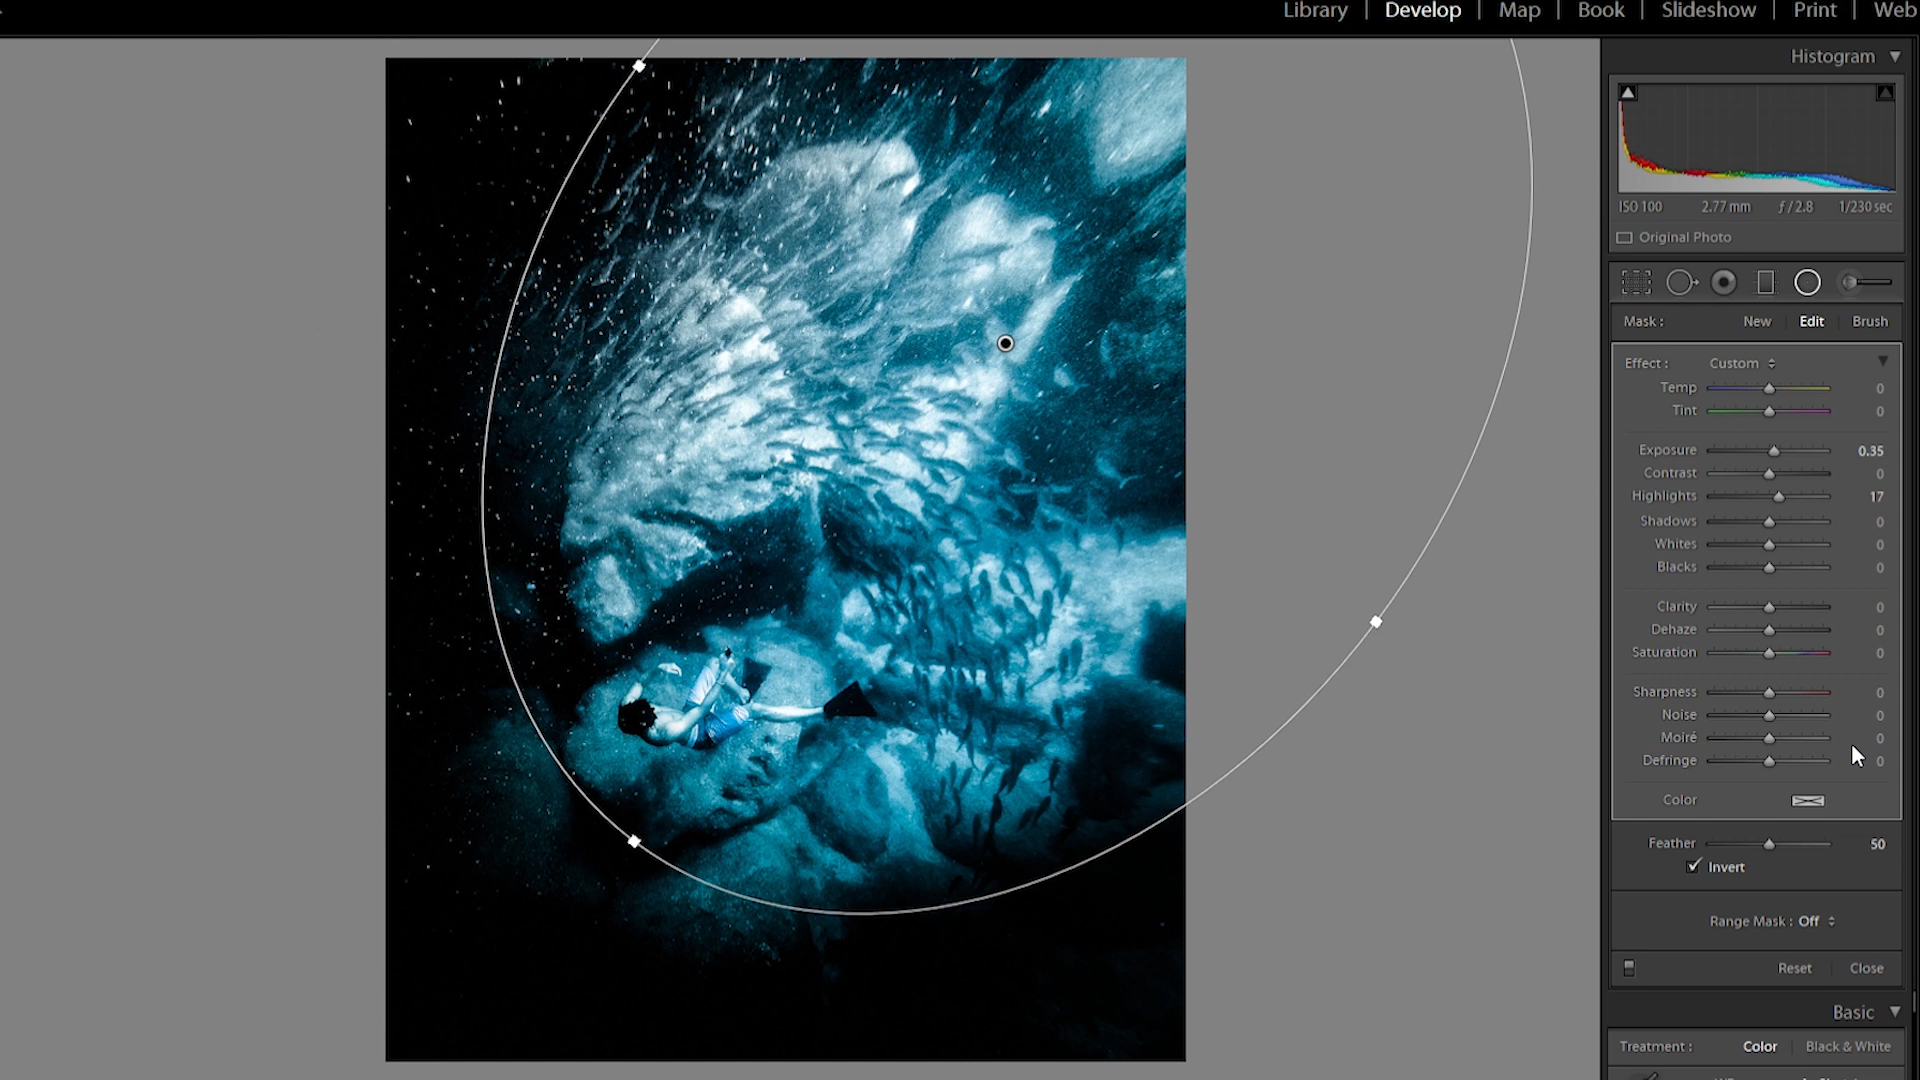 Library | Develop | Map | Book | Slideshow | Print | Web
Histogram
ISO 100 2.77 mm ƒ / 2.8 1/230 sec
Original Photo
Mask : New Edit Brush
Effect : Custom
Temp 0
Tint 0
Exposure 0.35
Contrast 0
Highlights 17
Shadows 0
Whites 0
Blacks 0
Clarity 0
Dehaze 0
Saturation 0
Sharpness 0
Noise 0
Moiré 0
Defringe 0
Color
Feather 50
Invert
Range Mask : Off
Reset Close
Basic
Treatment : Color Black & White